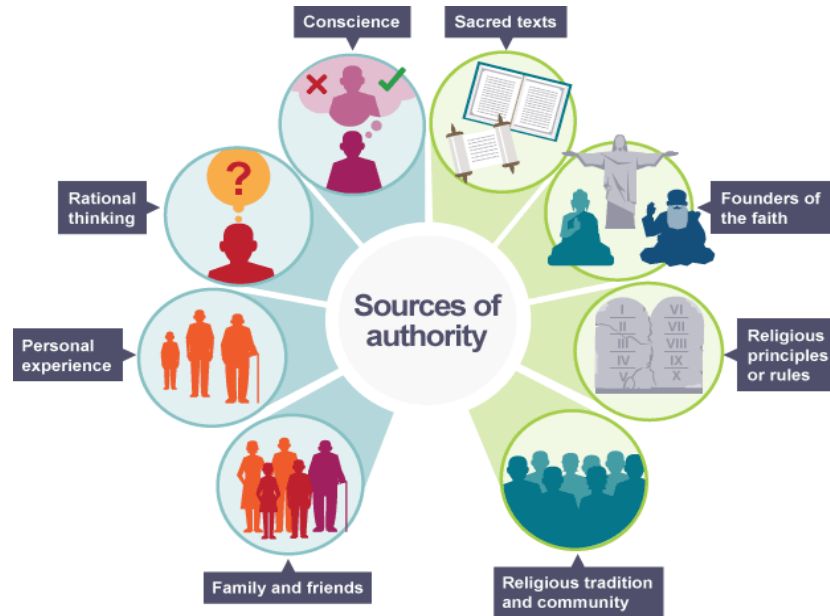 Conscience
Sacred texts
?
Rational
thinking
Founders
of the faith
Sources of
authority
I
II
III
IV
V
VI
VII
VIII
IX
X
Personal
experience
Religious
principles
or rules
Family and friends
Religious tradition
and community